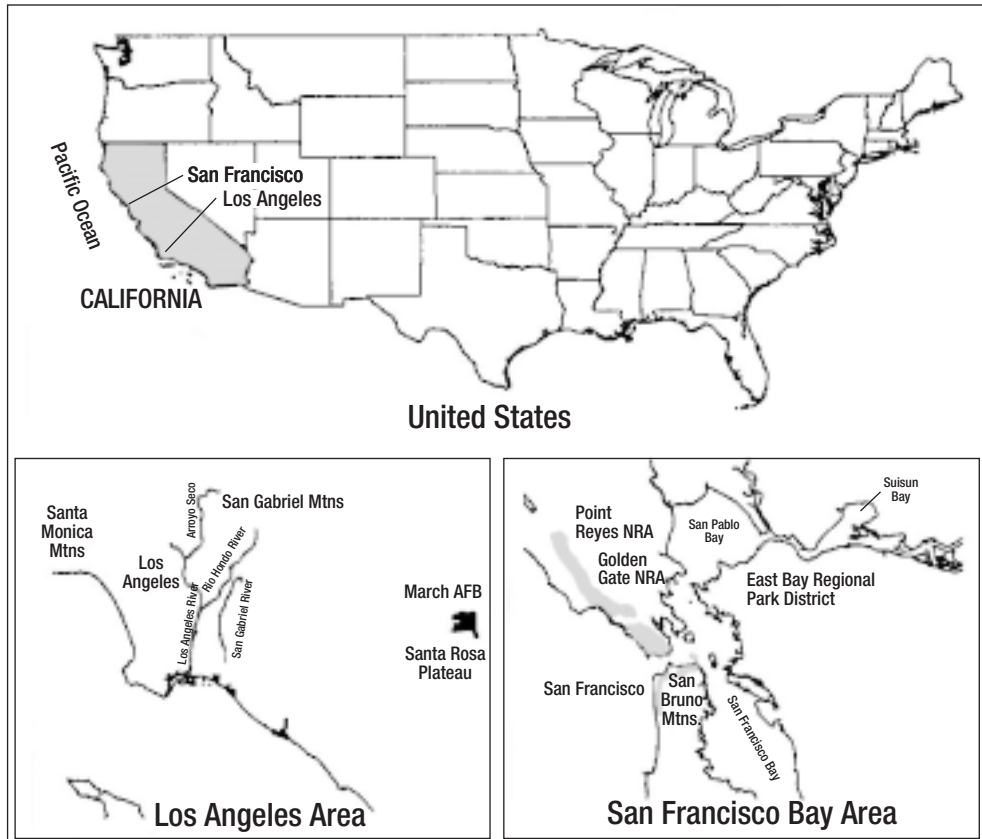 Pacific Ocean
San Francisco
Los Angeles
CALIFORNIA
United States
Santa
Monica
Mtns
Arroyo Seco
San Gabriel Mtns
Los
Angeles
Rio Hondo River
Los Angeles River
San Gabriel River
March AFB
Santa Rosa
Plateau
Los Angeles Area
Suisun
Bay
Point
Reyes NRA
San Pablo
Bay
Golden
Gate NRA
East Bay Regional
Park District
San Francisco
San
Bruno
Mtns.
San Francisco Bay
San Francisco Bay Area